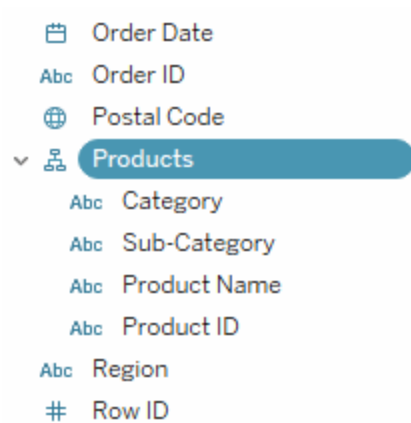 Order Date
Abc Order ID
Postal Code
Products
Abc Category
Abc Sub-Category
Abc Product Name
Abc Product ID
Abc Region
# Row ID